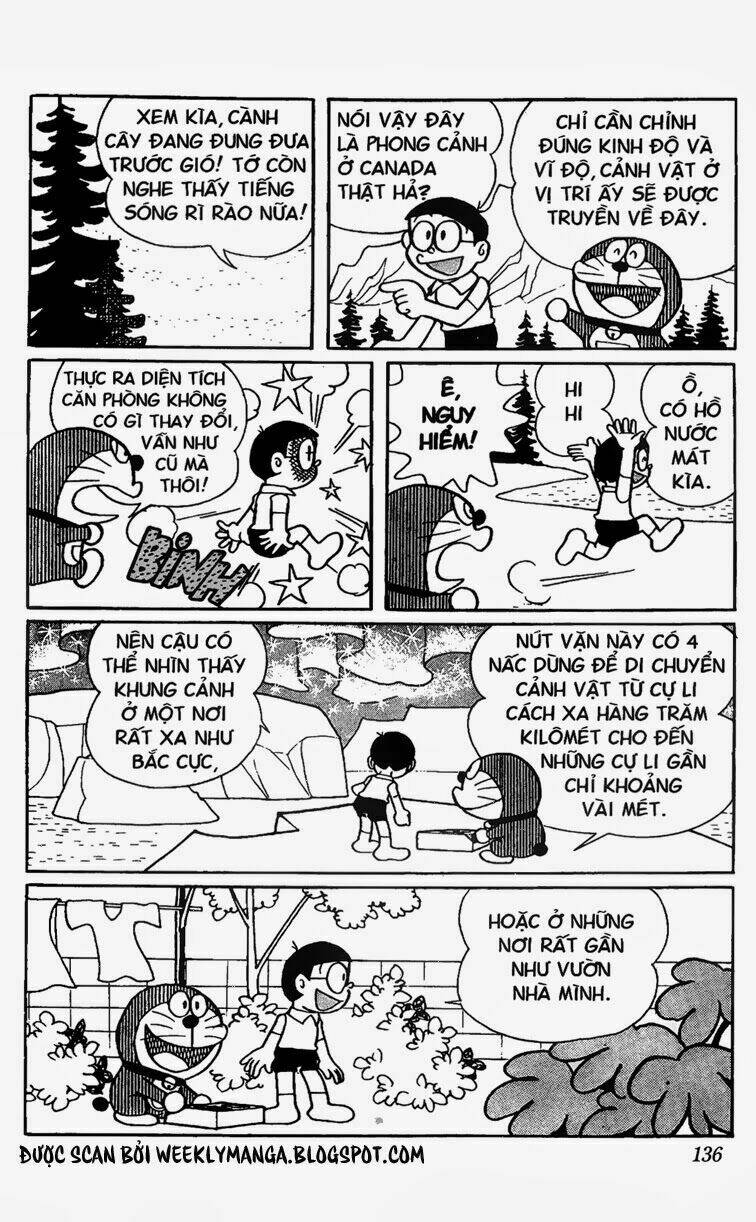 CHỈ CẦN CHỈNH
ĐÚNG KINH ĐỘ VÀ
VĨ ĐỘ, CẢNH VẬT Ở
VỊ TRÍ ẤY SẼ ĐƯỢC
TRUYỀN VỀ ĐÂY.
NÓI VẬY ĐÂY
LÀ PHONG CẢNH
Ở CANADA
THẬT HẢ?
XEM KÌA, CÀNH
CÂY ĐANG ĐUNG ĐƯA
TRƯỚC GIÓ! TỚ CÒN
NGHE THẤY TIẾNG
SÓNG RÌ RÀO NỮA!
Ồ,
CÓ HỒ
NƯỚC
MÁT
KÌA.
HI
HI
Ê,
NGUY
HIỂM!
THỰC RA DIỆN TÍCH
CĂN PHÒNG KHÔNG
CÓ GÌ THAY ĐỔI,
VẪN NHƯ
CŨ MÀ
THÔI!
BINH
NÚT VẶN NÀY CÓ 4
NẤC DÙNG ĐỂ DI CHUYỂN
CẢNH VẬT TỪ CỰ LI
CÁCH XA HÀNG TRĂM
KILÔMÉT CHO ĐẾN
NHỮNG CỰ LI GẦN
CHỈ KHOẢNG
VÀI MÉT.
NÊN CẬU CÓ
THỂ NHÌN THẤY
KHUNG CẢNH
Ở MỘT NƠI
RẤT XA NHƯ
BẮC CỰC,
HOẶC Ở NHỮNG
NƠI RẤT GẦN
NHƯ VƯỜN
NHÀ MÌNH.
ĐƯỢC SCAN BỞI WEEKLYMANGA.BLOGSPOT.COM
136